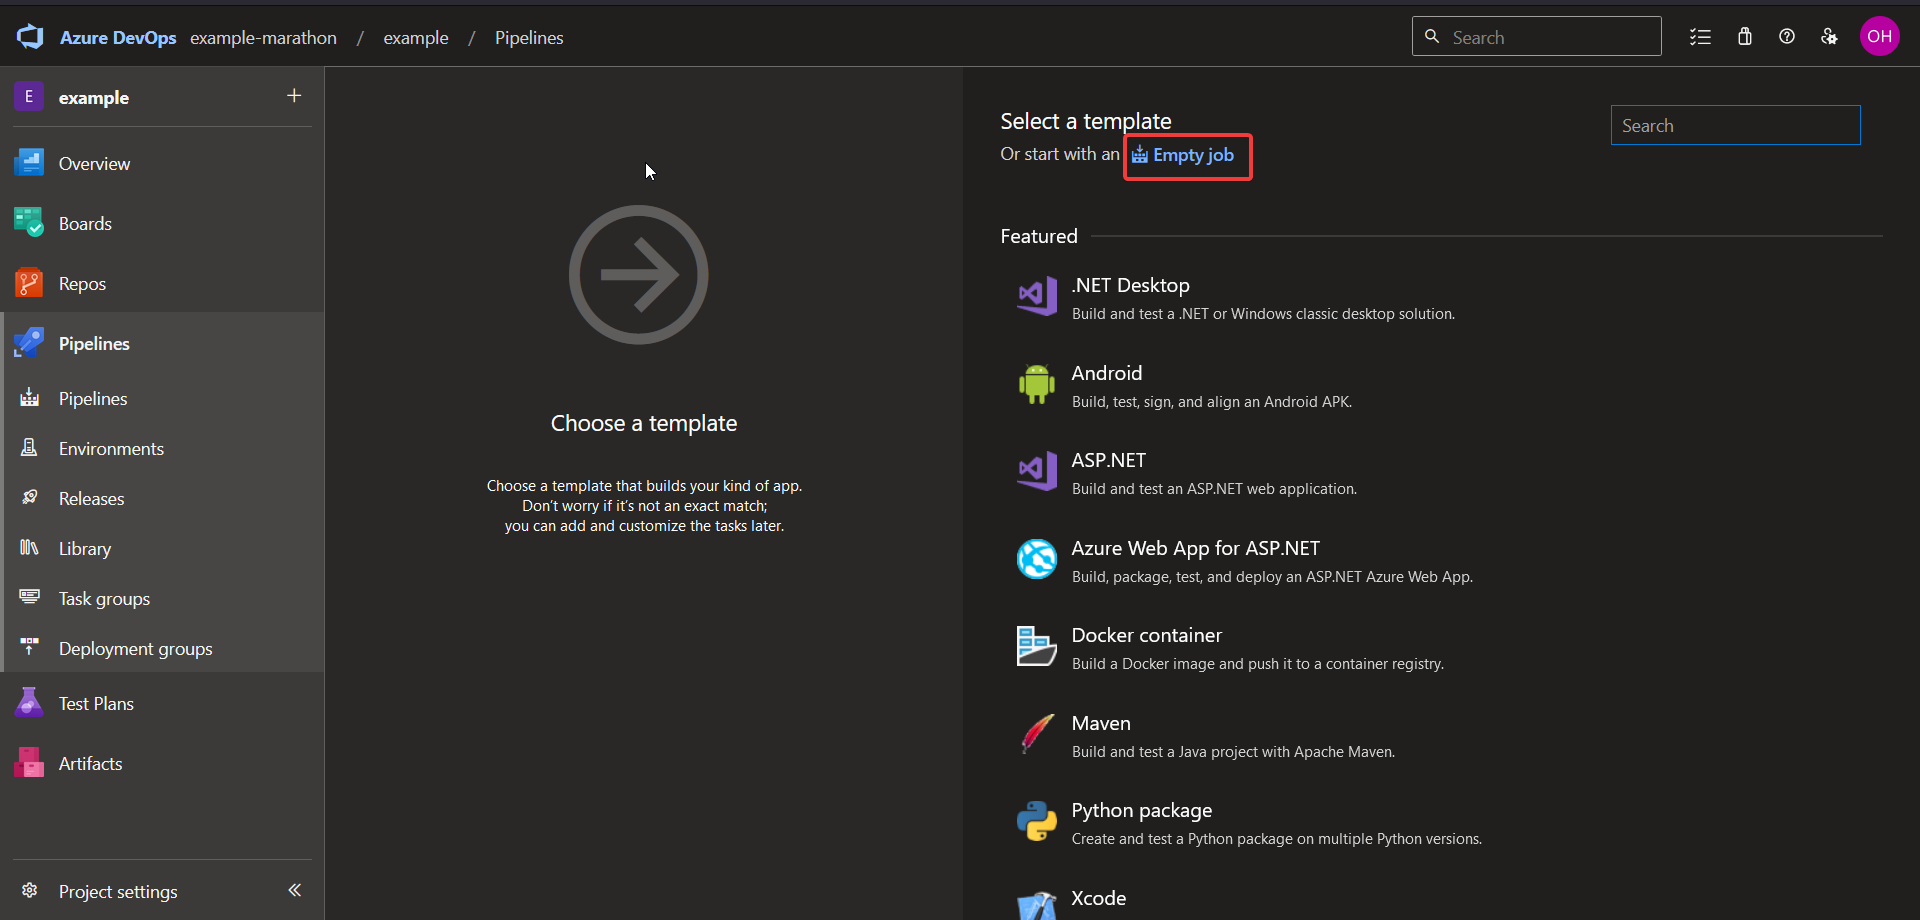 Azure DevOps example-marathon / example / Pipelines
Search
OH
E example +
Overview
Boards
Repos
Pipelines
Pipelines
Environments
Releases
Library
Task groups
Deployment groups
Test Plans
Artifacts
Project settings
Choose a template
Choose a template that builds your kind of app.
Don't worry if it's not an exact match;
you can add and customize the tasks later.
Select a template
Or start with an Empty job
Search
Featured
.NET Desktop
Build and test a .NET or Windows classic desktop solution.
Android
Build, test, sign, and align an Android APK.
ASP.NET
Build and test an ASP.NET web application.
Azure Web App for ASP.NET
Build, package, test, and deploy an ASP.NET Azure Web App.
Docker container
Build a Docker image and push it to a container registry.
Maven
Build and test a Java project with Apache Maven.
Python package
Create and test a Python package on multiple Python versions.
Xcode